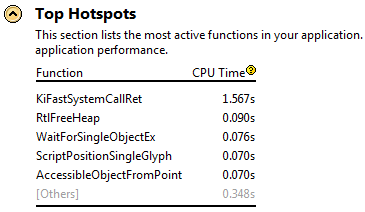 Top Hotspots
This section lists the most active functions in your application.
application performance.
Function CPU Time
KiFastSystemCallRet 1.567s
RtlFreeHeap 0.090s
WaitForSingleObjectEx 0.076s
ScriptPositionSingleGlyph 0.070s
AccessibleObjectFromPoint 0.070s
[Others] 0.348s